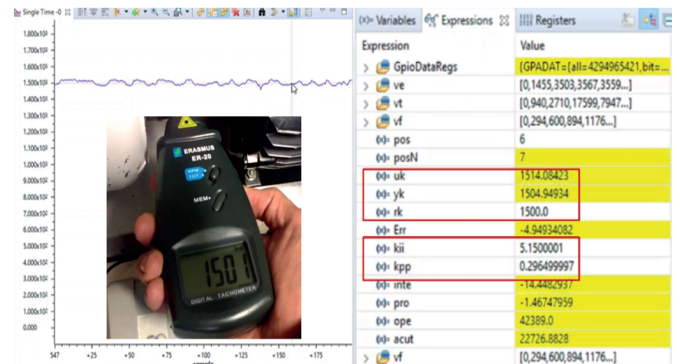 Single Time -0
1.800x10³
1.700x10³
1.600x10³
1.500x10³
1.400x10³
1.300x10³
1.200x10³
1.100x10³
1.000x10³
9.000x10²
8.000x10²
7.000x10²
6.000x10²
5.000x10²
4.000x10²
3.000x10²
2.000x10²
1.000x10²
0.000
547 +25 +50 +75 +100 +125 +150 +175
ERASMUS
ER-28
MEM
1507
DIGITAL TACHOMETER
(x)= Variables Expressions Registers
Expression Value
GpioDataRegs {GPADAT={all=4294965421,bit=...
ve [0,1455,3503,3567,3559...]
vt [0,940,2710,17599,7947...]
vf [0,294,600,894,1176...]
(x)= pos 6
(x)= posN 7
(x)= uk 1514.08423
(x)= yk 1504.94934
(x)= rk 1500.0
(x)= Err -4.94934082
(x)= kii 5.1500001
(x)= kpp 0.296499997
(x)= inte -14.4482937
(x)= pro -1.46747959
(x)= ope 42389.0
(x)= acut 22726.8828
vf [0,294,600,894,1176...]